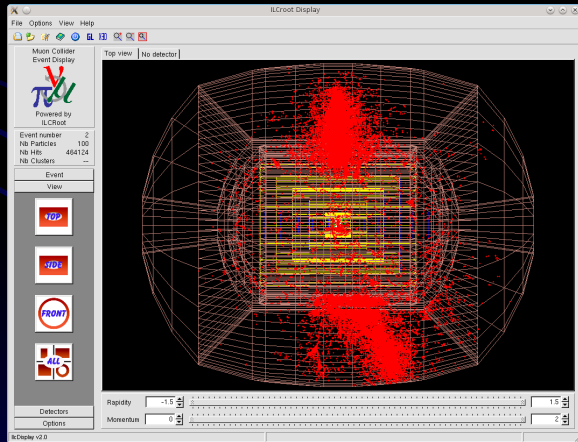 ILCroot Display
File Options View Help
GL
Muon Collider
Event Display
π ν μ
Powered by
ILCRoot
Event number 2
Nb Particles 100
Nb Hits 464124
Nb Clusters ---
Event
View
TOP
SIDE
FRONT
ALL
Detectors
Options
Top view No detector
Rapidity -1.5 1.5
Momentum 0 2
IlcDisplay v2.0